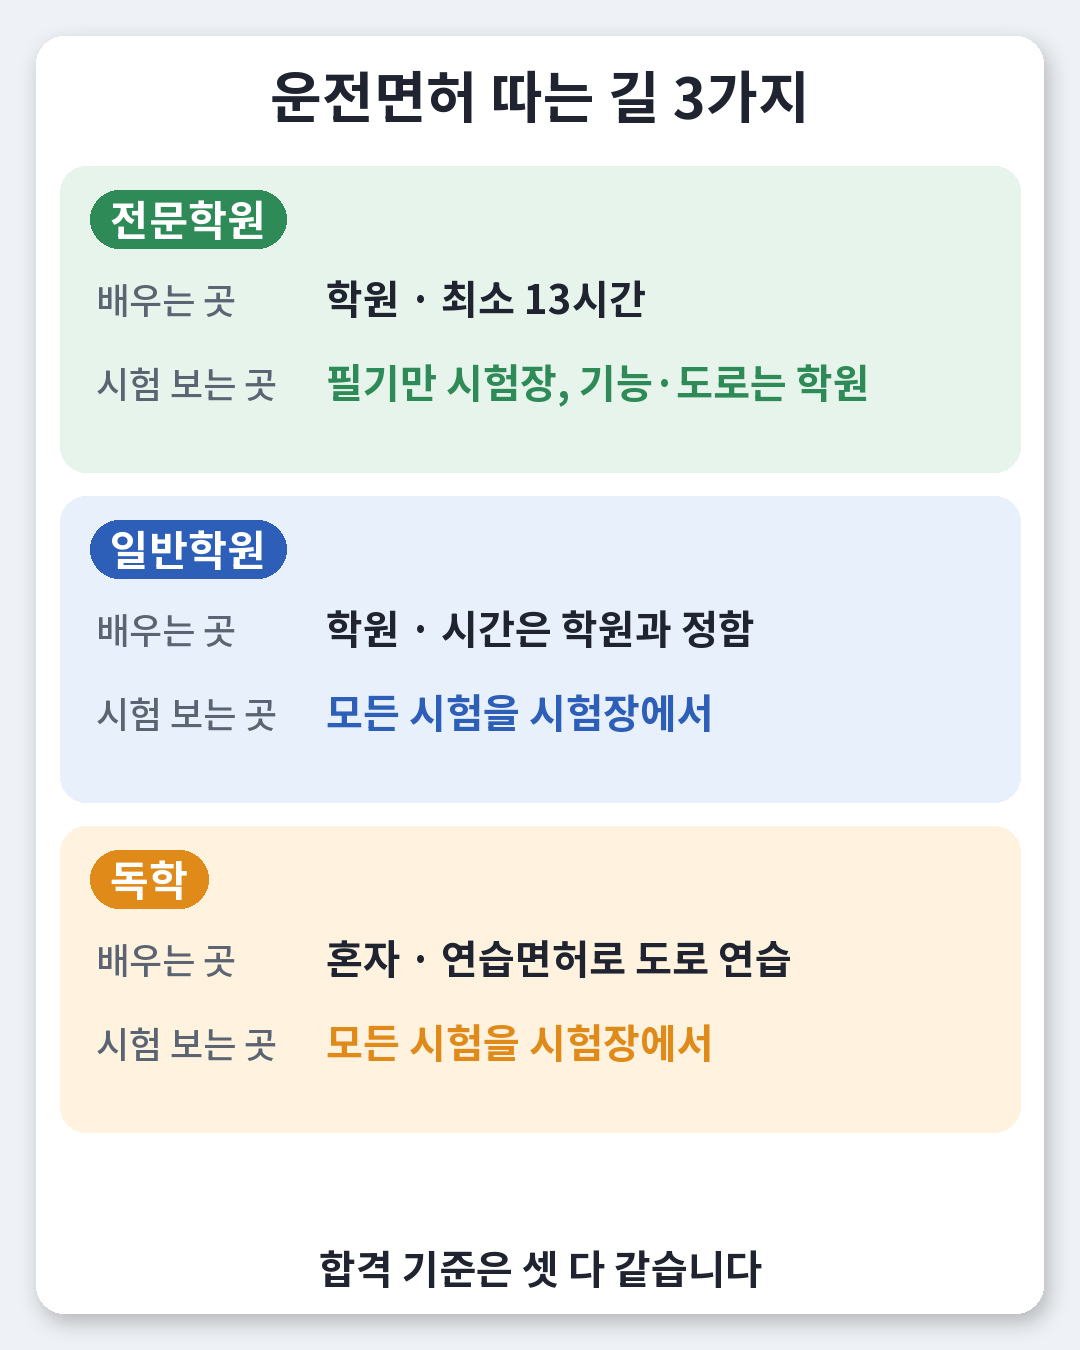 운전면허 따는 길 3가지
전문학원
배우는 곳 학원 · 최소 13시간
시험 보는 곳 필기만 시험장, 기능·도로는 학원
일반학원
배우는 곳 학원 · 시간은 학원과 정함
시험 보는 곳 모든 시험을 시험장에서
독학
배우는 곳 혼자 · 연습면허로 도로 연습
시험 보는 곳 모든 시험을 시험장에서
합격 기준은 셋 다 같습니다